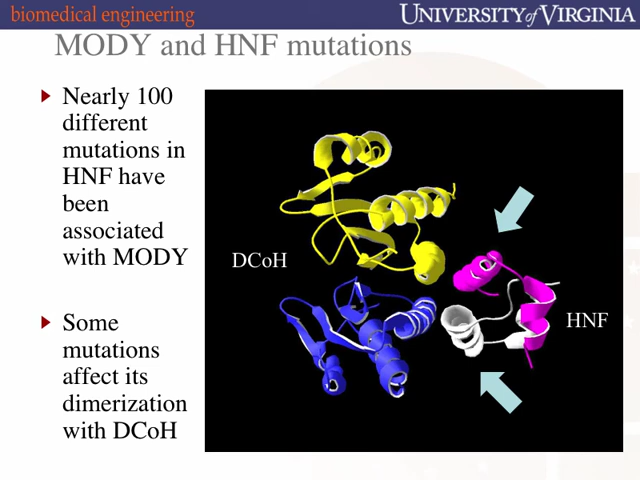 biomedical engineering
UNIVERSITY of VIRGINIA
MODY and HNF mutations
Nearly 100
different
mutations in
HNF have
been
associated
with MODY
Some
mutations
affect its
dimerization
with DCoH
DCoH
HNF